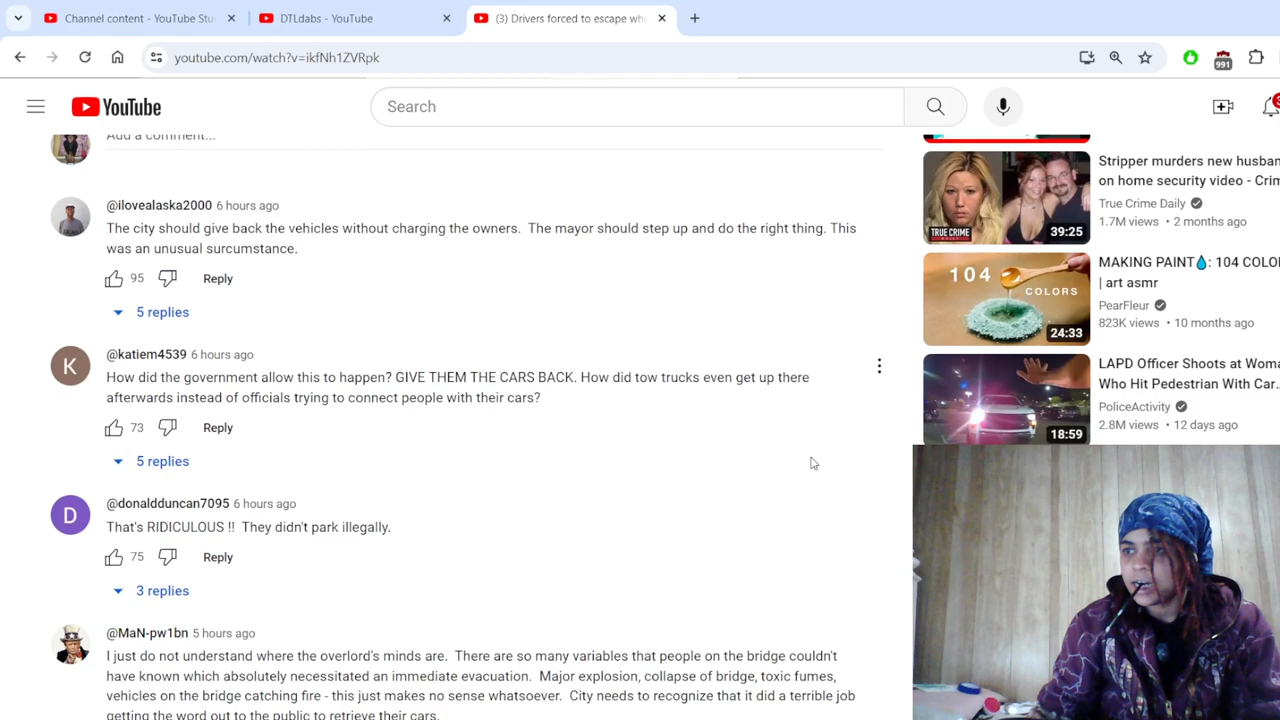 Channel content - YouTube Stu
DTLdabs - YouTube
(3) Drivers forced to escape whe
youtube.com/watch?v=ikfNh1ZVRpk
991
YouTube
Search
3
Add a comment...
@ilovealaska2000 6 hours ago
The city should give back the vehicles without charging the owners.  The mayor should step up and do the right thing. This
was an unusual surcumstance.
95
Reply
5 replies
K
@katiem4539 6 hours ago
How did the government allow this to happen? GIVE THEM THE CARS BACK. How did tow trucks even get up there
afterwards instead of officials trying to connect people with their cars?
73
Reply
5 replies
D
@donaldduncan7095 6 hours ago
That's RIDICULOUS !!  They didn't park illegally.
75
Reply
3 replies
@MaN-pw1bn 5 hours ago
I just do not understand where the overlord's minds are.  There are so many variables that people on the bridge couldn't
have known which absolutely necessitated an immediate evacuation.  Major explosion, collapse of bridge, toxic fumes,
vehicles on the bridge catching fire - this just makes no sense whatsoever.  City needs to recognize that it did a terrible job
getting the word out to the public to retrieve their cars.
TRUE CRIME
39:25
Stripper murders new husban
on home security video - Crim
True Crime Daily
1.7M views • 2 months ago
104
COLORS
24:33
MAKING PAINT💧: 104 COLO
| art asmr
PearFleur
823K views • 10 months ago
18:59
LAPD Officer Shoots at Woma
Who Hit Pedestrian With Car...
PoliceActivity
2.8M views • 12 days ago